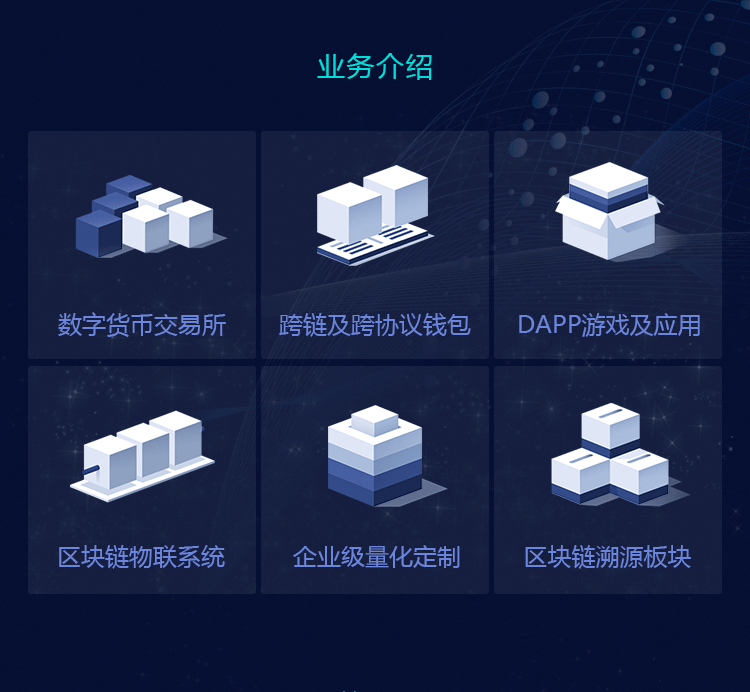 业务介绍
数字货币交易所
跨链及跨协议钱包
DAPP游戏及应用
区块链物联系统
企业级量化定制
区块链溯源板块